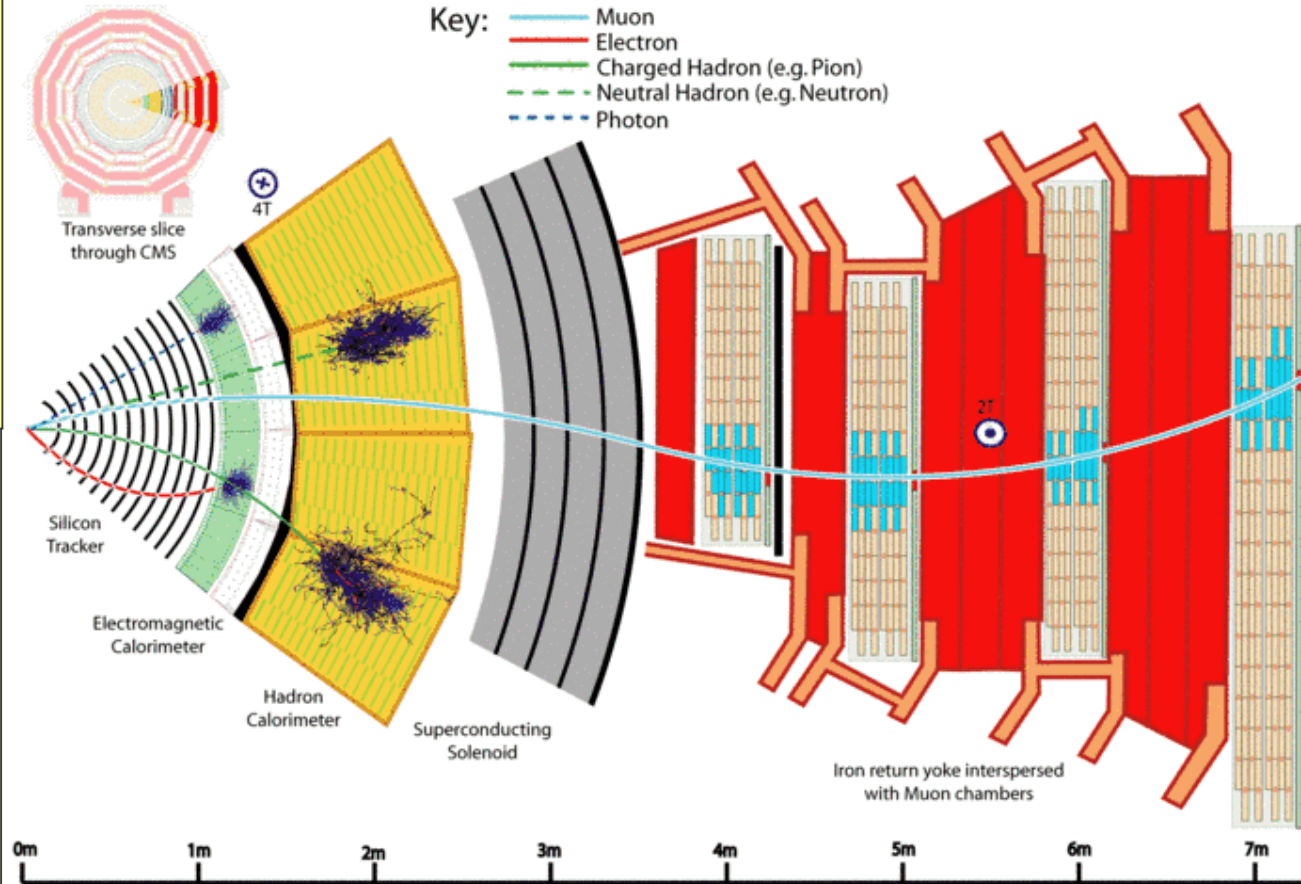 Key:
Muon
Electron
Charged Hadron (e.g. Pion)
Neutral Hadron (e.g. Neutron)
Photon
Transverse slice
through CMS
4T
2T
Silicon
Tracker
Electromagnetic
Calorimeter
Hadron
Calorimeter
Superconducting
Solenoid
Iron return yoke interspersed
with Muon chambers
0m 1m 2m 3m 4m 5m 6m 7m